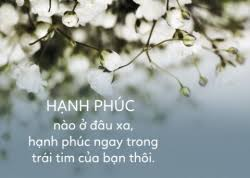 HẠNH PHÚC
nào ở đâu xa,
hạnh phúc ngay trong
trái tim của bạn thôi.